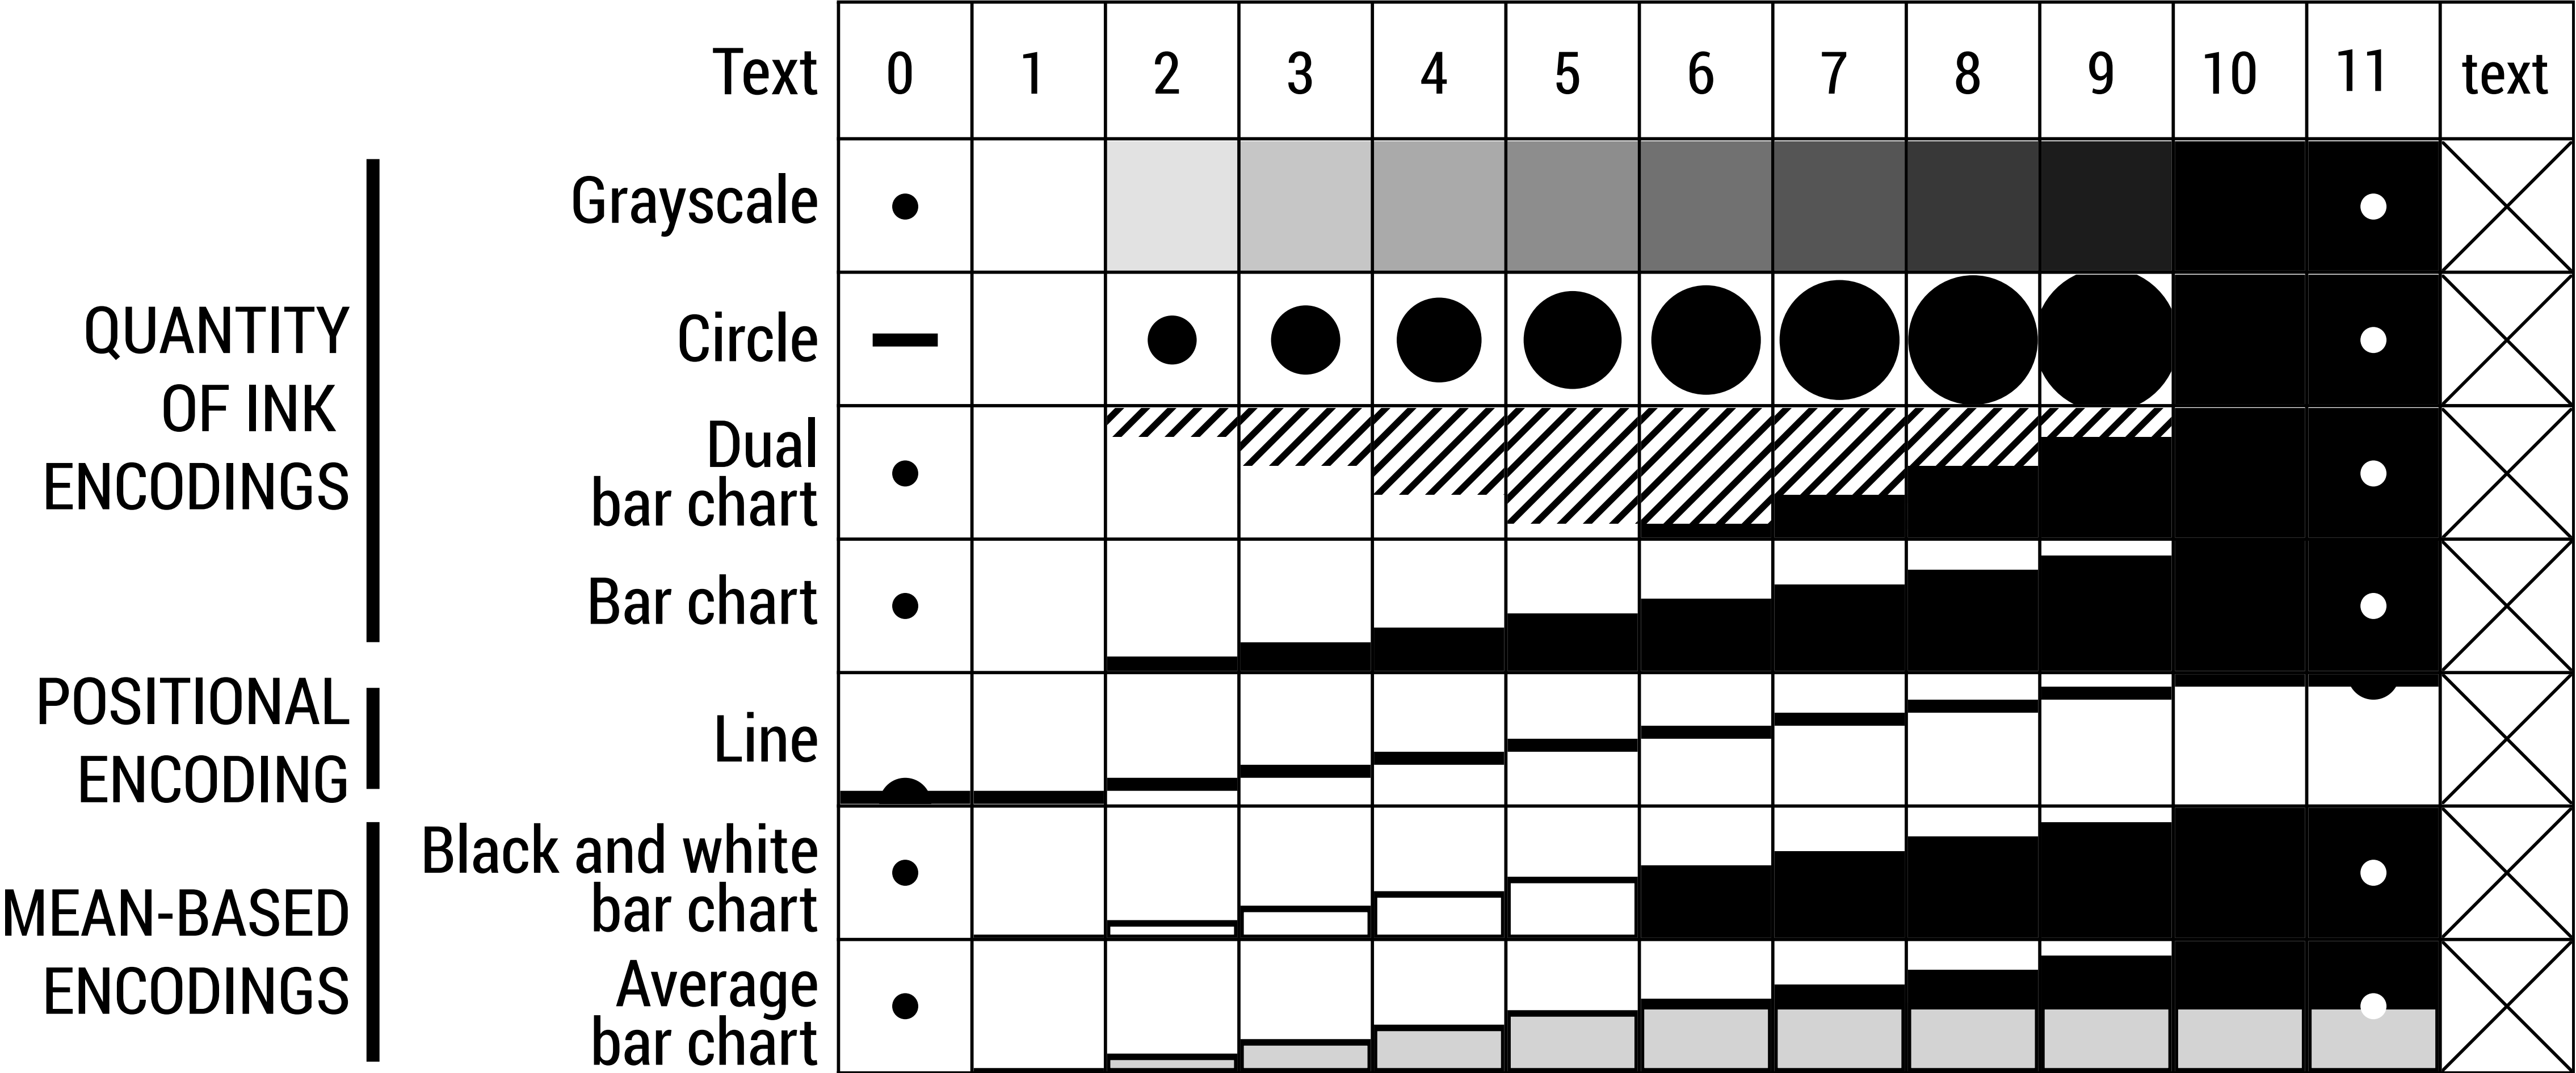 Text 0 1 2 3 4 5 6 7 8 9 10 11 text
QUANTITY
OF INK
ENCODINGS
Grayscale
Circle
Dual
bar chart
Bar chart
POSITIONAL
ENCODING
Line
MEAN-BASED
ENCODINGS
Black and white
bar chart
Average
bar chart